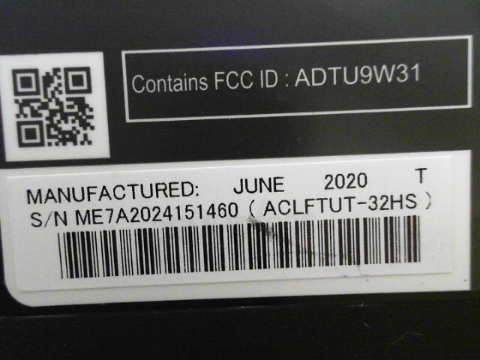 Contains FCC ID : ADTU9W31
MANUFACTURED: JUNE 2020 T
S/N ME7A2024151460 ( ACLFTUT-32HS )